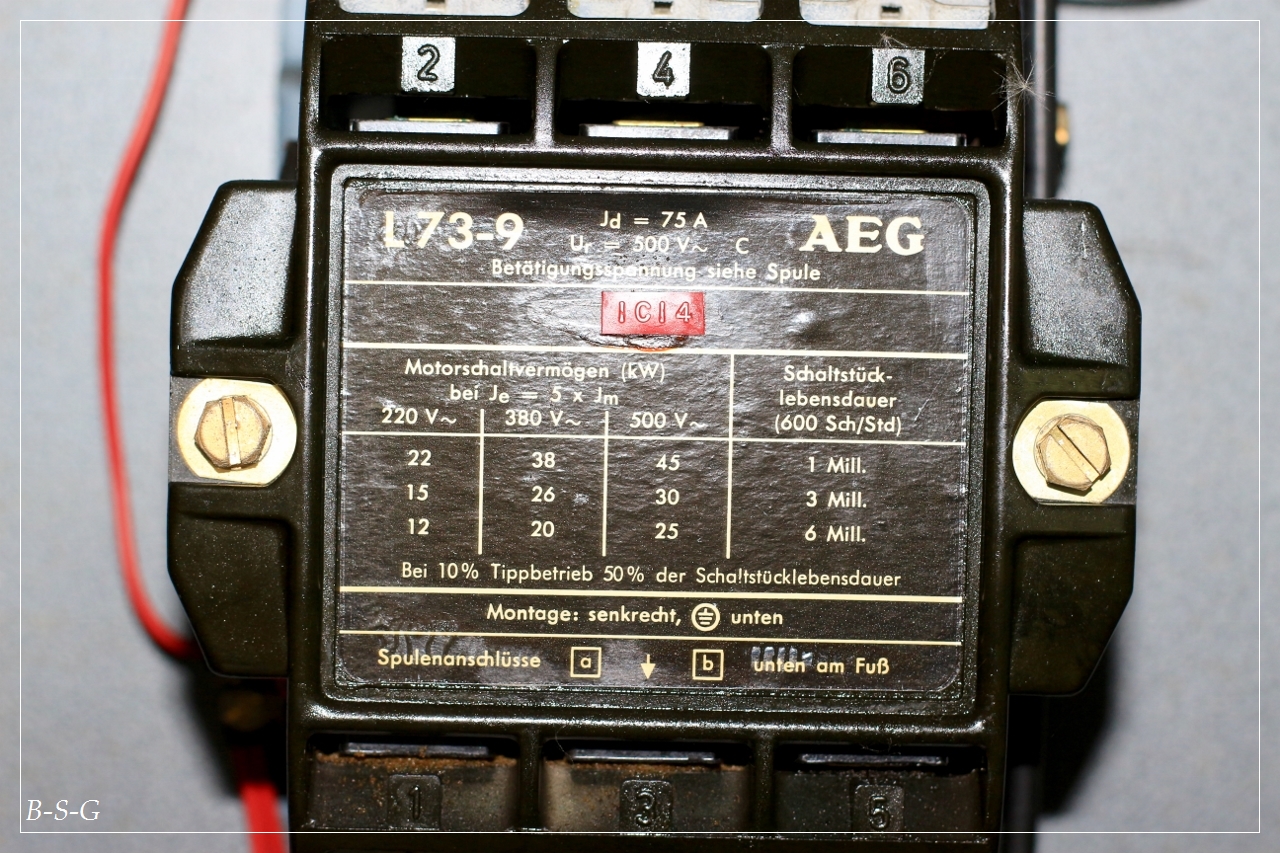 2 4 6
L73-9 Jd = 75 A AEG
Ur = 500 V~ C
Betätigungsspannung siehe Spule
1C14
Motorschaltvermögen (kW)
bei Je = 5 x Jm
220 V~ 380 V~ 500 V~
Schaltstück-
lebensdauer
(600 Sch/Std)
22 38 45 1 Mill.
15 26 30 3 Mill.
12 20 25 6 Mill.
Bei 10% Tippbetrieb 50% der Schaltstücklebensdauer
Montage: senkrecht, ⏚ unten
Spulenanschlüsse a ↓ b unten am Fuß
1 3 5
B-S-G